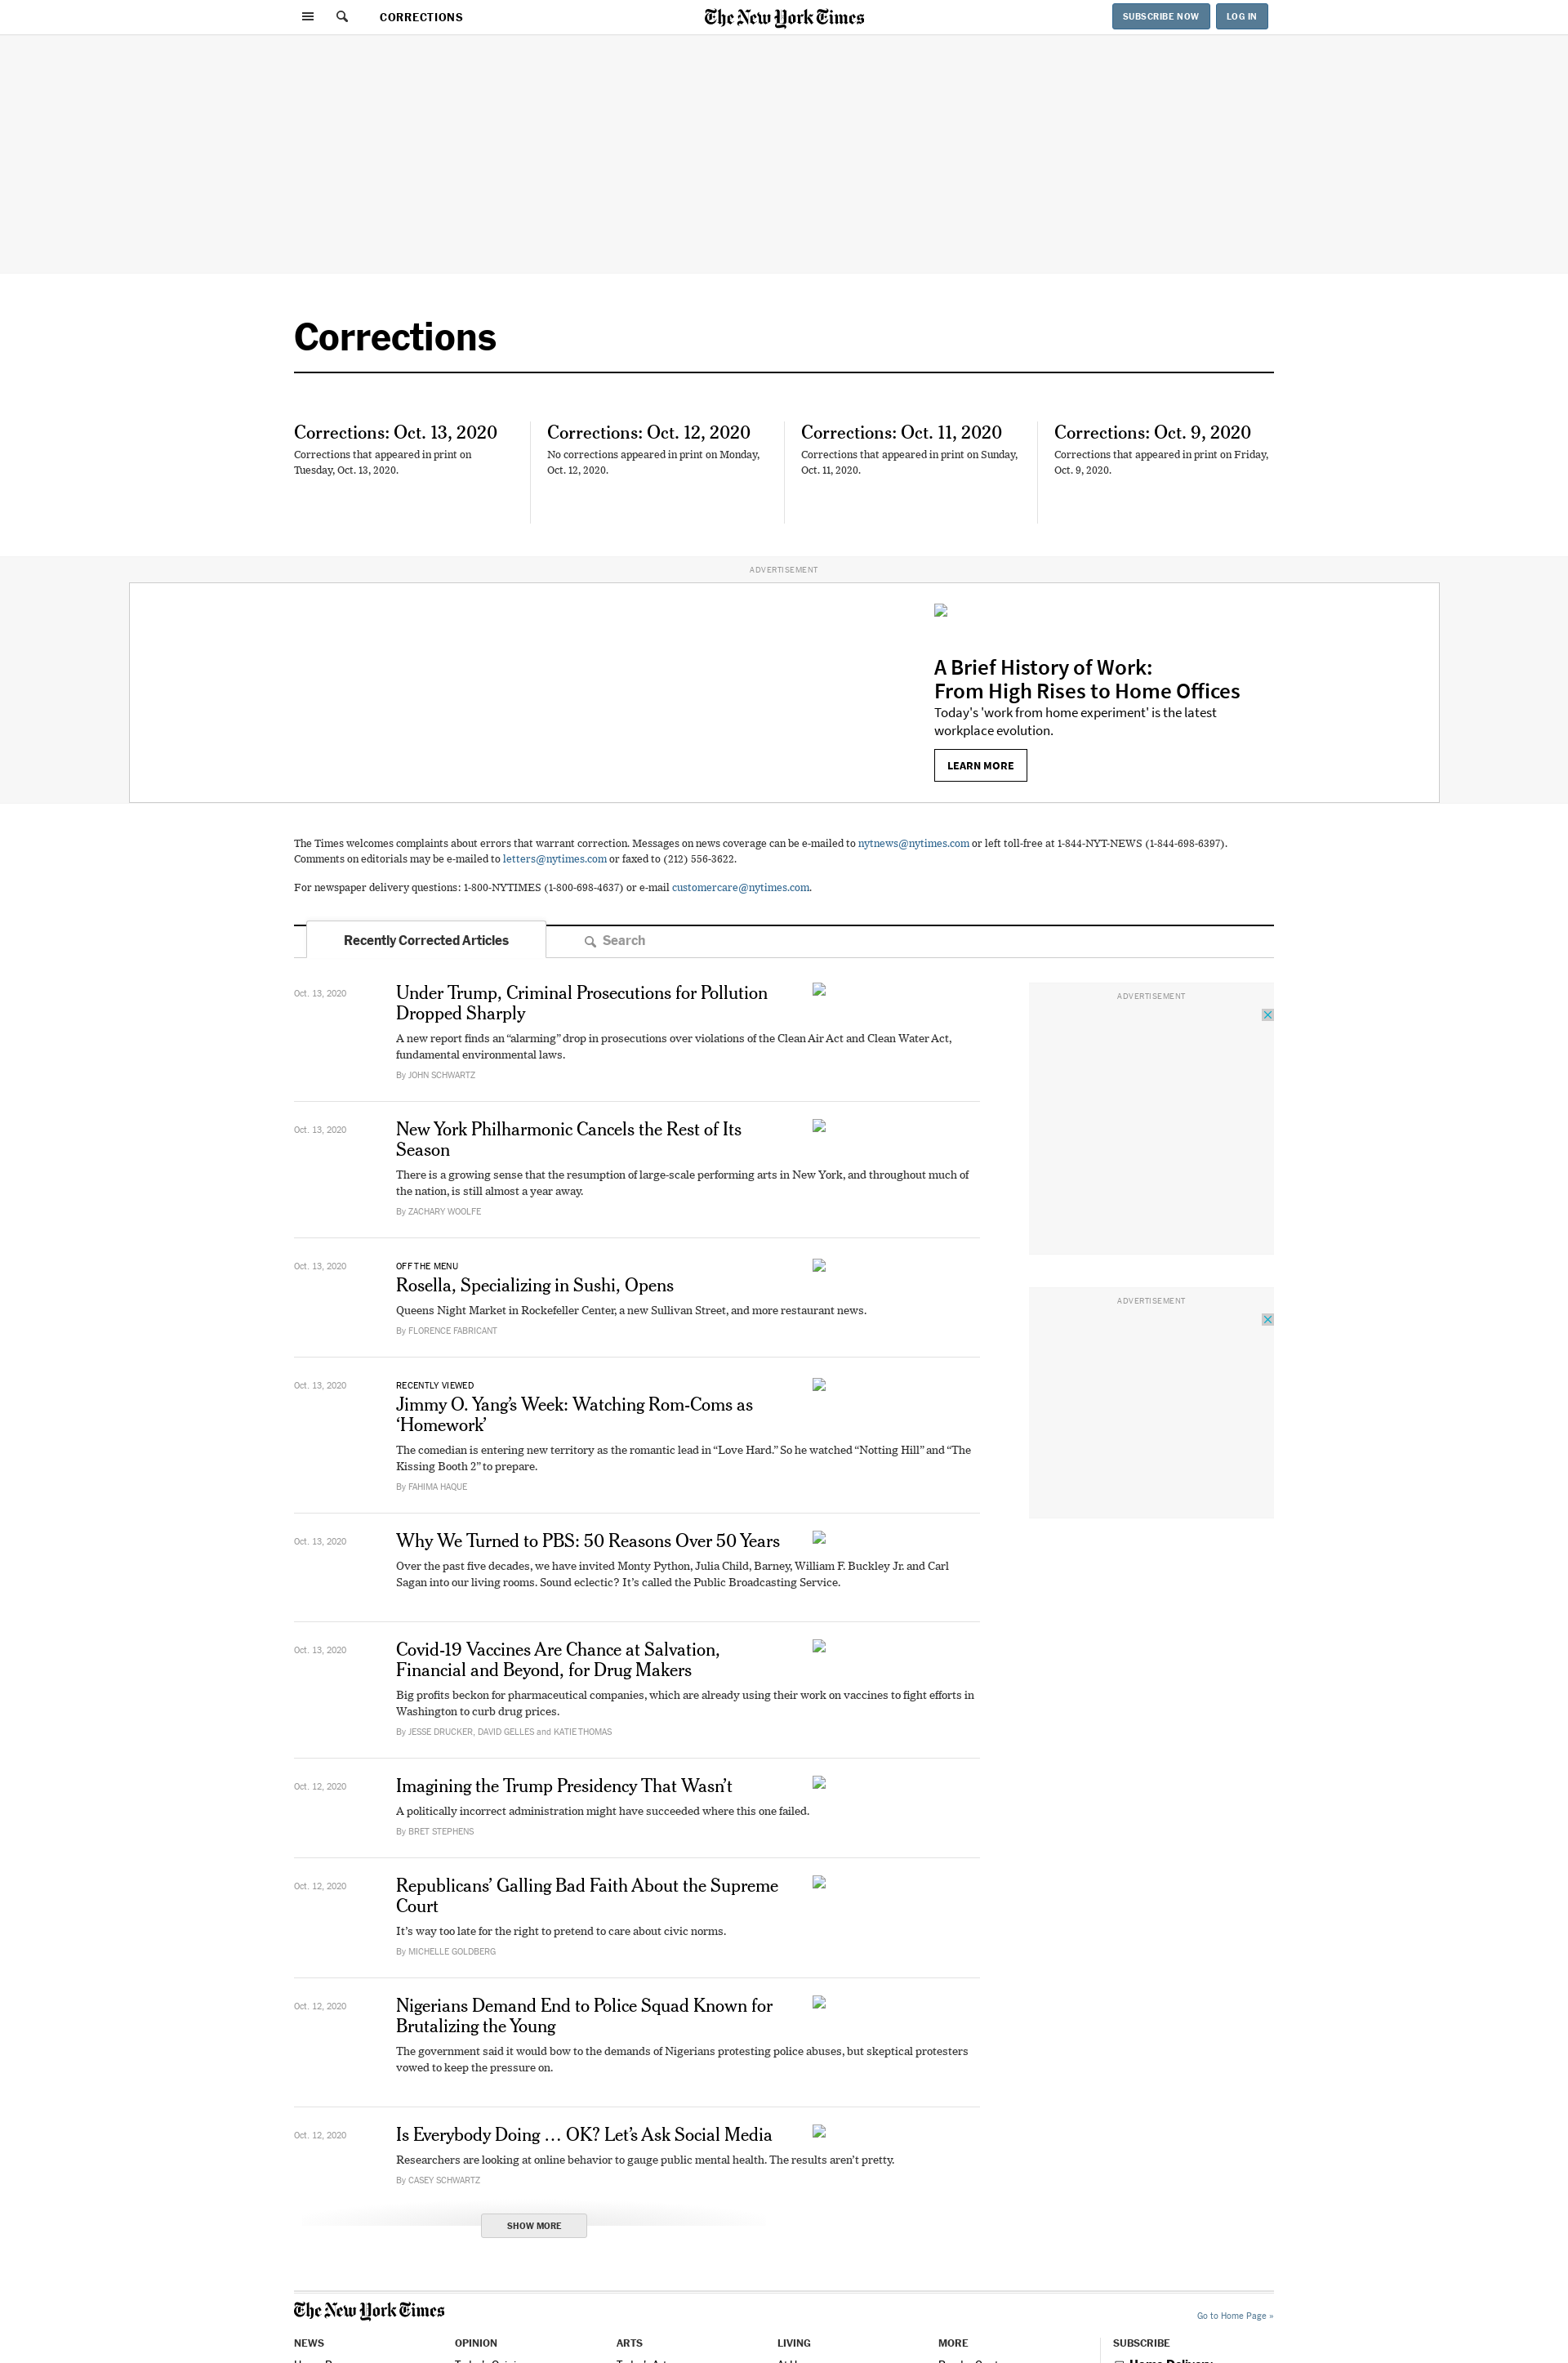 CORRECTIONS
The New York Times
SUBSCRIBE NOW
LOG IN
Corrections
Corrections: Oct. 13, 2020
Corrections that appeared in print on
Tuesday, Oct. 13, 2020.
Corrections: Oct. 12, 2020
No corrections appeared in print on Monday,
Oct. 12, 2020.
Corrections: Oct. 11, 2020
Corrections that appeared in print on Sunday,
Oct. 11, 2020.
Corrections: Oct. 9, 2020
Corrections that appeared in print on Friday,
Oct. 9, 2020.
ADVERTISEMENT
A Brief History of Work:
From High Rises to Home Offices
Today's 'work from home experiment' is the latest
workplace evolution.
LEARN MORE
The Times welcomes complaints about errors that warrant correction. Messages on news coverage can be e-mailed to nytnews@nytimes.com or left toll-free at 1-844-NYT-NEWS (1-844-698-6397).
Comments on editorials may be e-mailed to letters@nytimes.com or faxed to (212) 556-3622.
For newspaper delivery questions: 1-800-NYTIMES (1-800-698-4637) or e-mail customercare@nytimes.com.
Recently Corrected Articles
Search
Oct. 13, 2020
Under Trump, Criminal Prosecutions for Pollution
Dropped Sharply
A new report finds an “alarming” drop in prosecutions over violations of the Clean Air Act and Clean Water Act,
fundamental environmental laws.
By JOHN SCHWARTZ
ADVERTISEMENT
Oct. 13, 2020
New York Philharmonic Cancels the Rest of Its
Season
There is a growing sense that the resumption of large-scale performing arts in New York, and throughout much of
the nation, is still almost a year away.
By ZACHARY WOOLFE
Oct. 13, 2020
OFF THE MENU
Rosella, Specializing in Sushi, Opens
Queens Night Market in Rockefeller Center, a new Sullivan Street, and more restaurant news.
By FLORENCE FABRICANT
ADVERTISEMENT
Oct. 13, 2020
RECENTLY VIEWED
Jimmy O. Yang’s Week: Watching Rom-Coms as
‘Homework’
The comedian is entering new territory as the romantic lead in “Love Hard.” So he watched “Notting Hill” and “The
Kissing Booth 2” to prepare.
By FAHIMA HAQUE
Oct. 13, 2020
Why We Turned to PBS: 50 Reasons Over 50 Years
Over the past five decades, we have invited Monty Python, Julia Child, Barney, William F. Buckley Jr. and Carl
Sagan into our living rooms. Sound eclectic? It’s called the Public Broadcasting Service.
Oct. 13, 2020
Covid-19 Vaccines Are Chance at Salvation,
Financial and Beyond, for Drug Makers
Big profits beckon for pharmaceutical companies, which are already using their work on vaccines to fight efforts in
Washington to curb drug prices.
By JESSE DRUCKER, DAVID GELLES and KATIE THOMAS
Oct. 12, 2020
Imagining the Trump Presidency That Wasn’t
A politically incorrect administration might have succeeded where this one failed.
By BRET STEPHENS
Oct. 12, 2020
Republicans’ Galling Bad Faith About the Supreme
Court
It’s way too late for the right to pretend to care about civic norms.
By MICHELLE GOLDBERG
Oct. 12, 2020
Nigerians Demand End to Police Squad Known for
Brutalizing the Young
The government said it would bow to the demands of Nigerians protesting police abuses, but skeptical protesters
vowed to keep the pressure on.
Oct. 12, 2020
Is Everybody Doing … OK? Let’s Ask Social Media
Researchers are looking at online behavior to gauge public mental health. The results aren’t pretty.
By CASEY SCHWARTZ
SHOW MORE
The New York Times
Go to Home Page »
NEWS
OPINION
ARTS
LIVING
MORE
SUBSCRIBE
Home Delivery